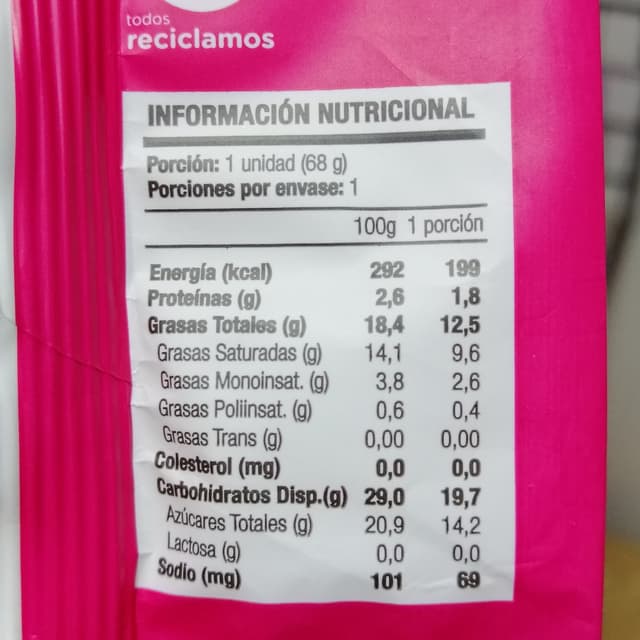 todos
reciclamos
INFORMACIÓN NUTRICIONAL
Porción: 1 unidad (68 g)
Porciones por envase: 1
100g 1 porción
Energía (kcal) 292 199
Proteínas (g) 2,6 1,8
Grasas Totales (g) 18,4 12,5
Grasas Saturadas (g) 14,1 9,6
Grasas Monoinsat. (g) 3,8 2,6
Grasas Poliinsat. (g) 0,6 0,4
Grasas Trans (g) 0,00 0,00
Colesterol (mg) 0,0 0,0
Carbohidratos Disp.(g) 29,0 19,7
Azúcares Totales (g) 20,9 14,2
Lactosa (g) 0,0 0,0
Sodio (mg) 101 69